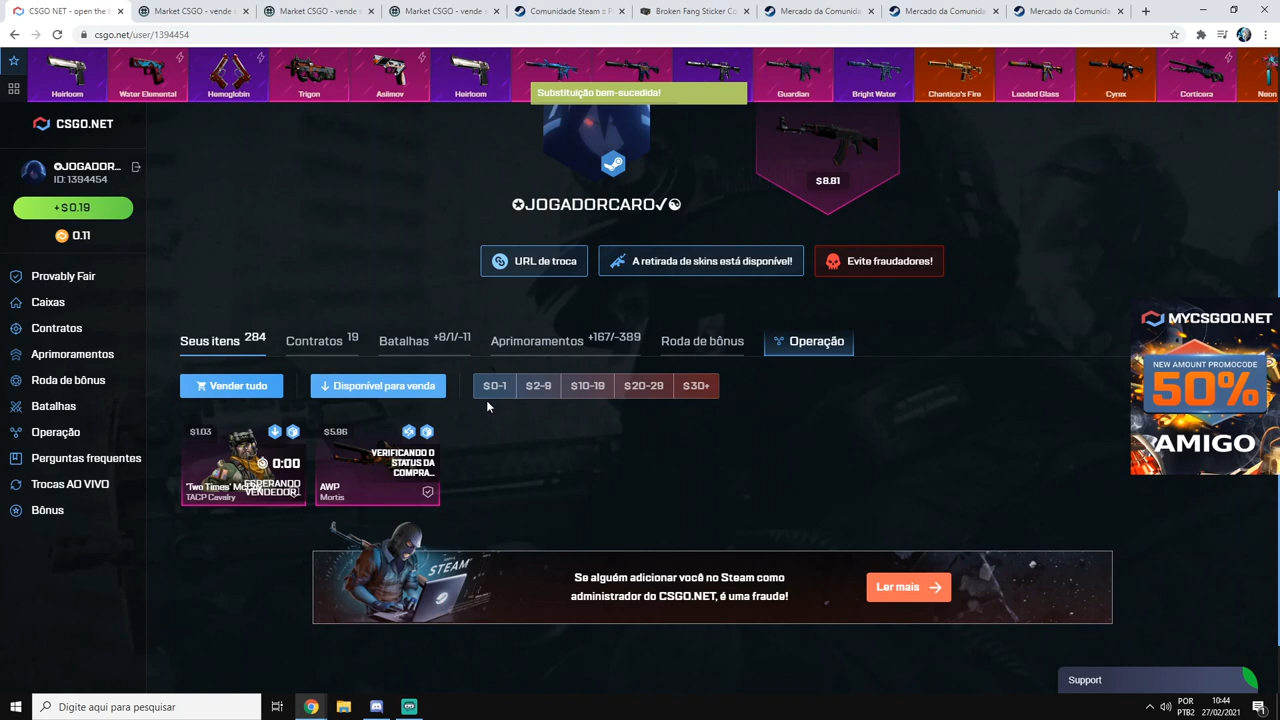 CSGO NET - open the b
Market CSGO - vende s
Market CSGO - vende s
Market CSGO - vende s
Comunidade Steam :: P
Broken Fang Sticker Co
Mercado da Comunida
Mercado da Comunida
Mercado da Comunida
csgo.net/user/1394454
Heirloom
Water Elemental
Hemoglobin
Trigon
Asiimov
Heirloom
Guardian
Bright Water
Chantico's Fire
Loaded Glass
Cyrex
Corticera
Neon
Substituição bem-sucedida!
CSGO.NET
✪JOGADOR...
ID: 1394454
+$0.19
0.11
Provably Fair
Caixas
Contratos
Aprimoramentos
Roda de bônus
Batalhas
Operação
Perguntas frequentes
Trocas AO VIVO
Bônus
$8.81
✪JOGADORCARO✓☯
URL de troca
A retirada de skins está disponível!
Evite fraudadores!
Seus itens 284
Contratos 19
Batalhas +8/1/-11
Aprimoramentos +167/-389
Roda de bônus
Operação
Vender tudo
Disponível para venda
$0-1
$2-9
$10-19
$20-29
$30+
$1.03
0:00
ESPERANDO
VENDEDOR...
'Two Times' Mc
TACP Cavalry
$5.96
VERIFICANDO O
STATUS DA
COMPRA...
AWP
Mortis
STEAM
Se alguém adicionar você no Steam como
administrador do CSGO.NET, é uma fraude!
Ler mais
MYCSGOO.NET
NEW AMOUNT PROMOCODE
50%
AMIGO
Support
Digite aqui para pesquisar
POR
PTB2
10:44
27/02/2021
1